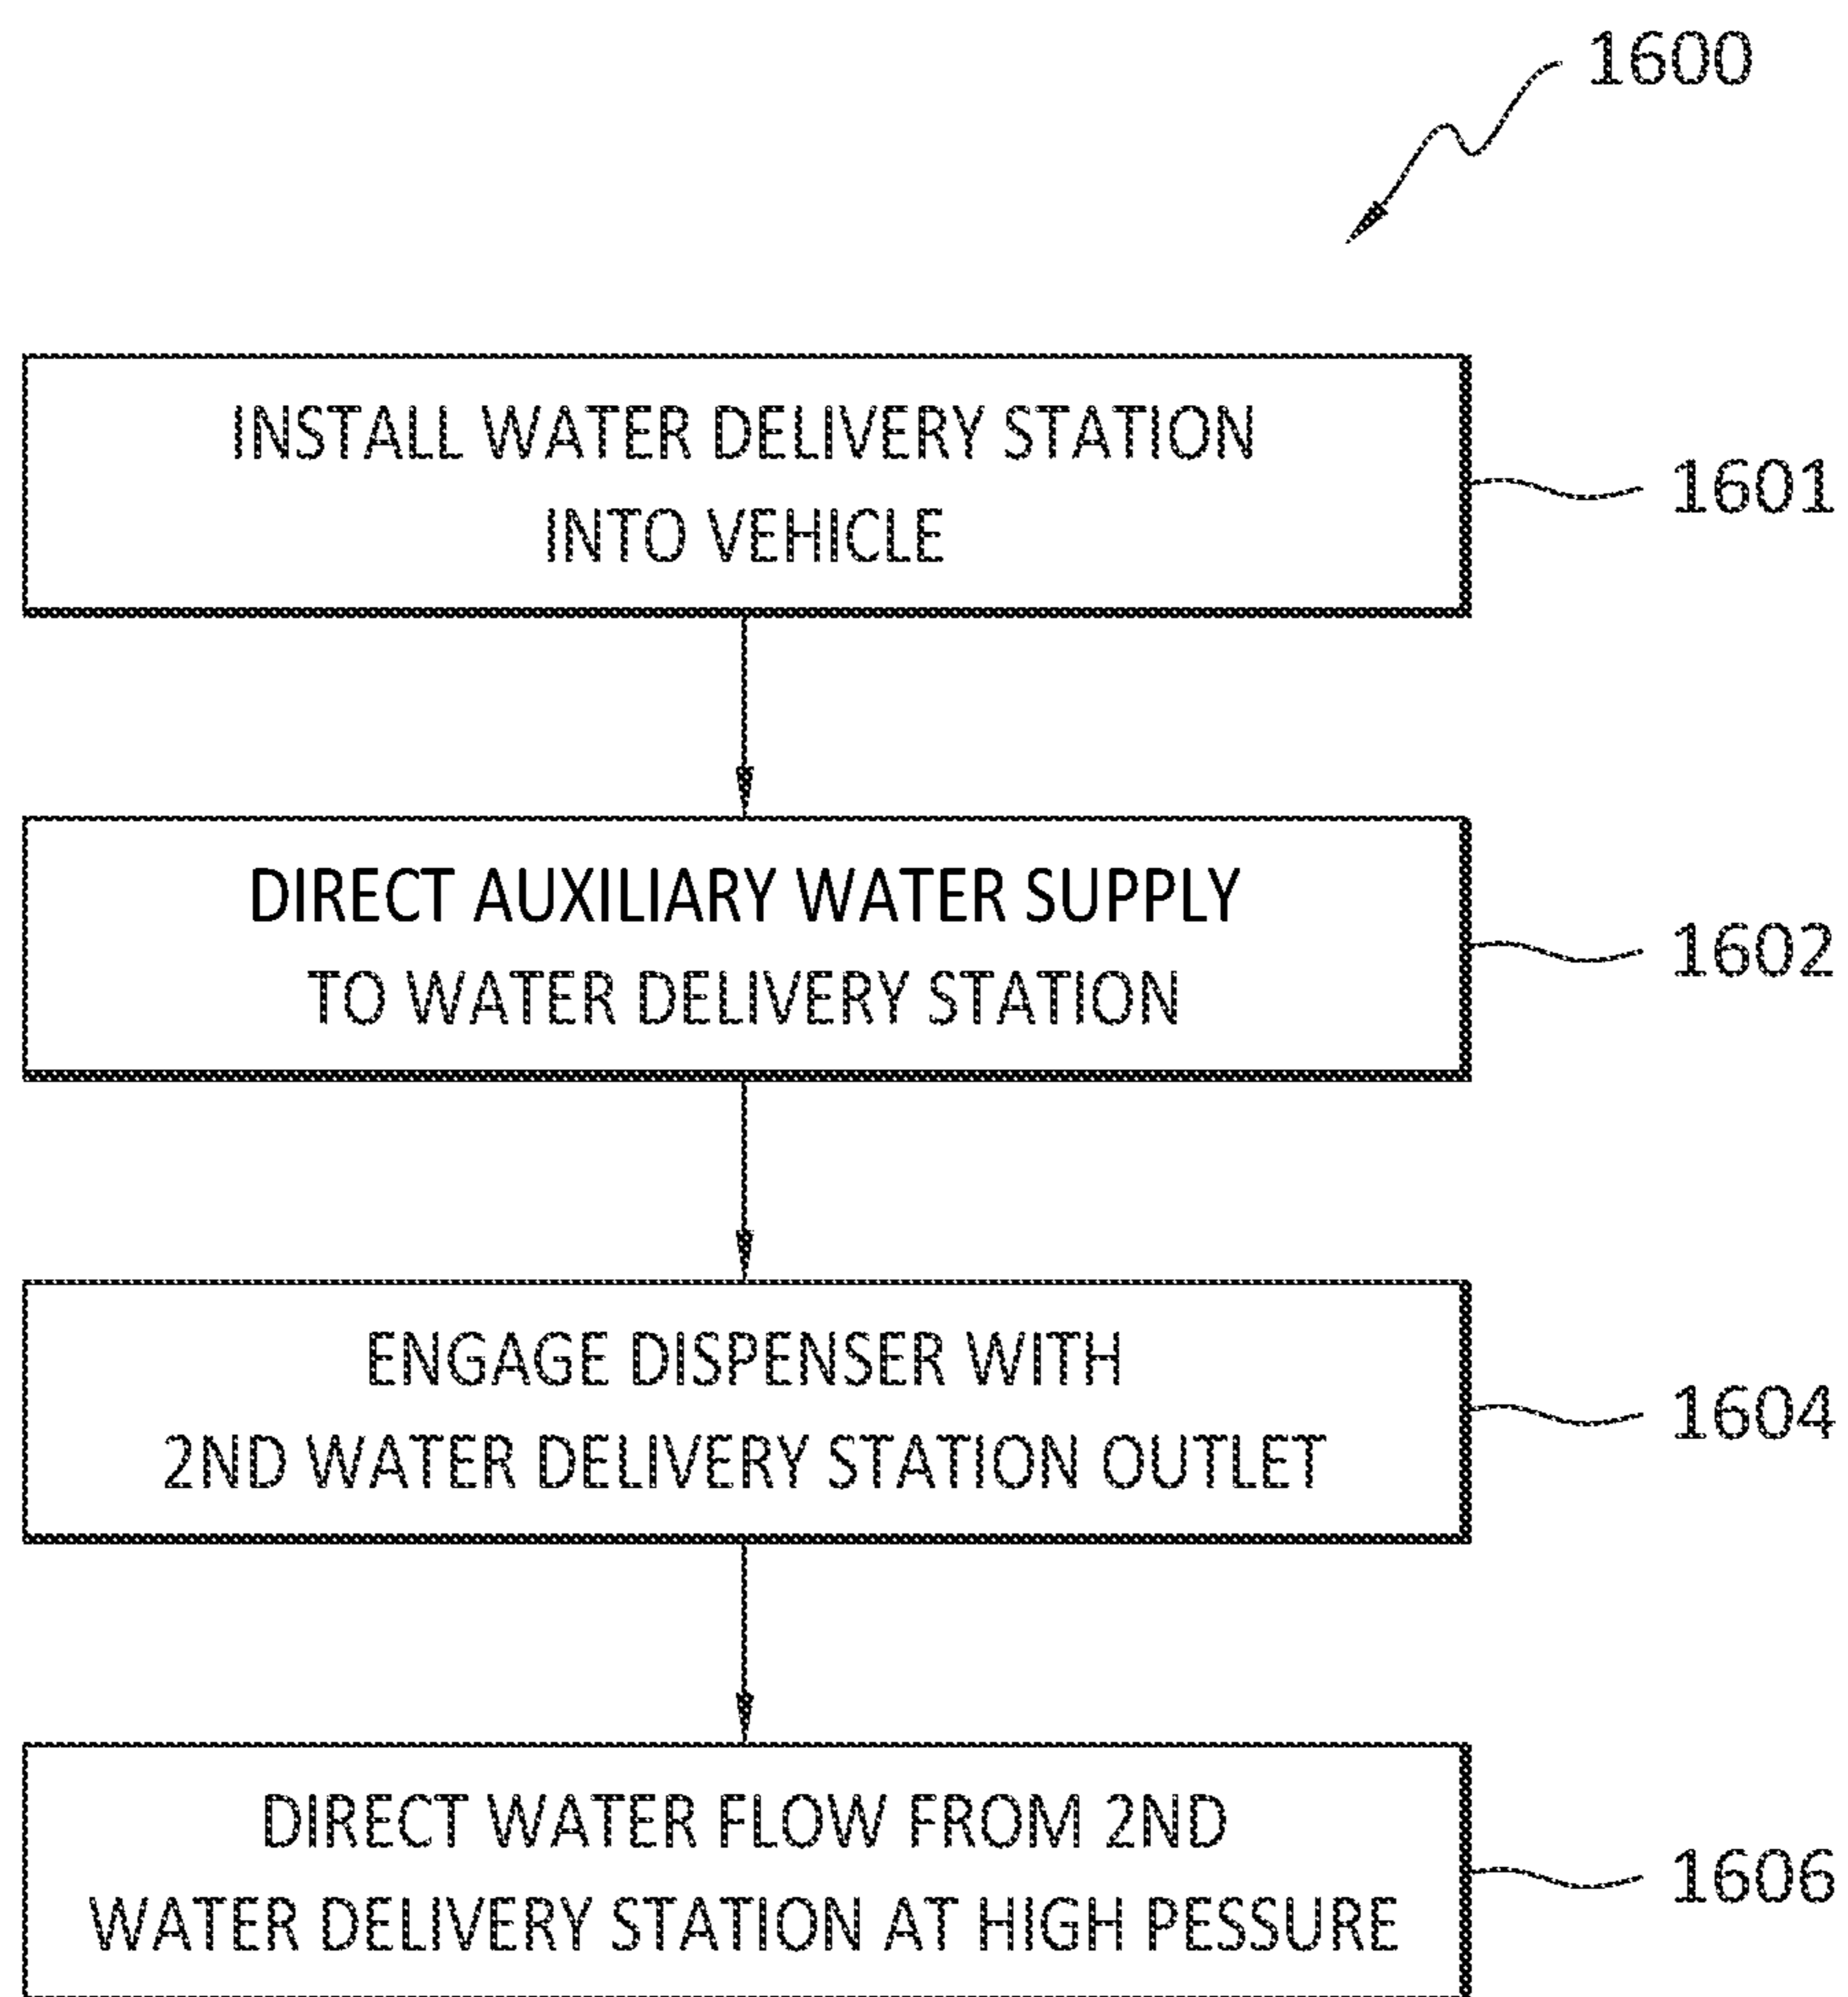 1600
INSTALL WATER DELIVERY STATION
INTO VEHICLE
1601
DIRECT AUXILIARY WATER SUPPLY
TO WATER DELIVERY STATION
1602
ENGAGE DISPENSER WITH
2ND WATER DELIVERY STATION OUTLET
1604
DIRECT WATER FLOW FROM 2ND
WATER DELIVERY STATION AT HIGH PESSURE
1606